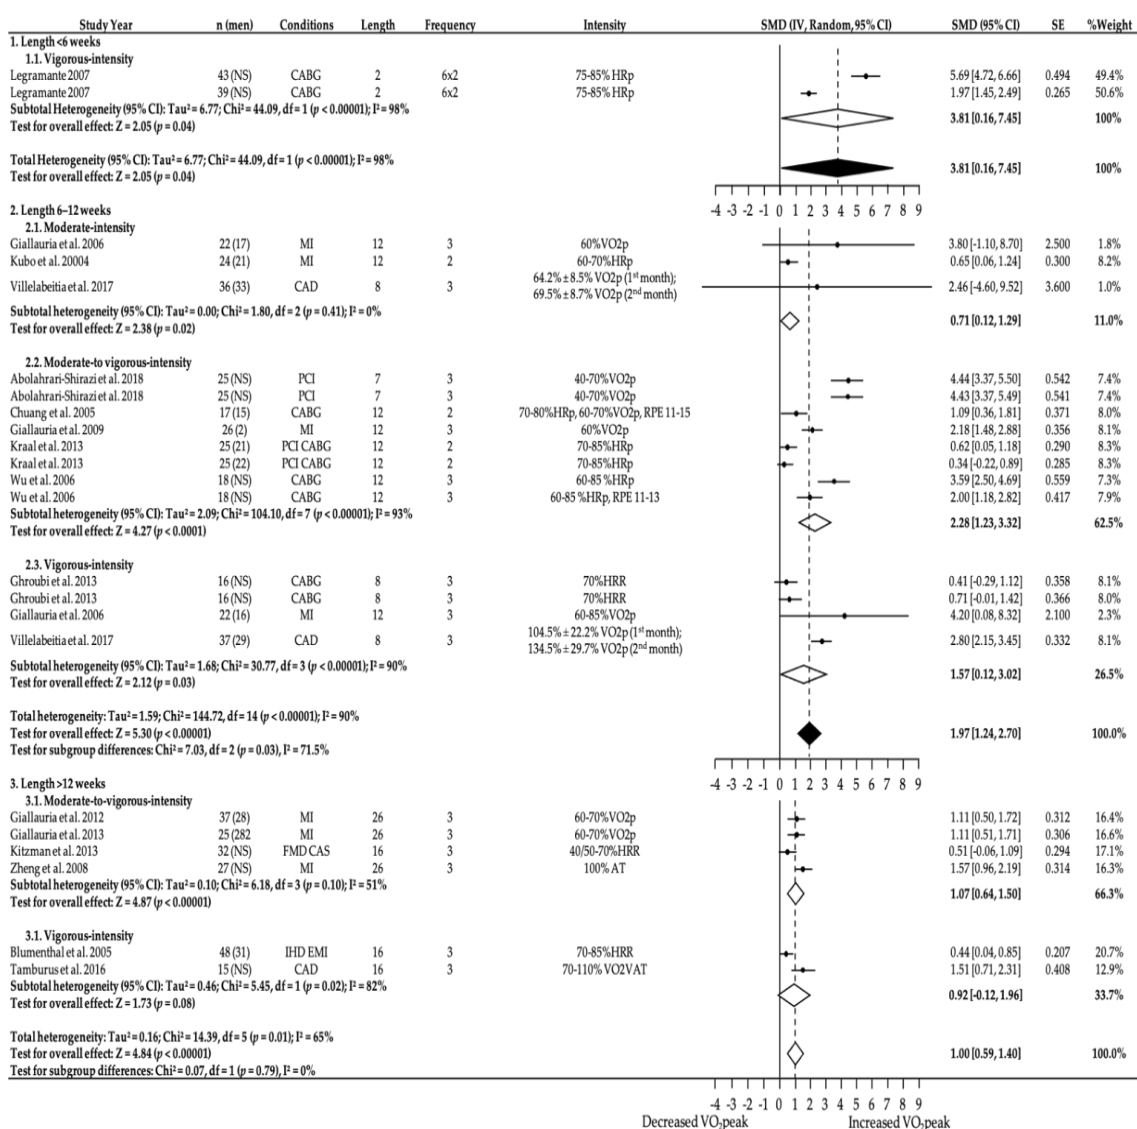 Study Year n (men) Conditions Length Frequency Intensity SMD (IV, Random, 95% CI) SMD (95% CI) SE %Weight
1. Length <6 weeks
1.1. Vigorous-intensity
Legramante 2007 43 (NS) CABG 2 6x2 75-85% HRp 5.69 [4.72, 6.66] 0.494 49.4%
Legramante 2007 39 (NS) CABG 2 6x2 75-85% HRp 1.97 [1.45, 2.49] 0.265 50.6%
Subtotal Heterogeneity (95% CI): Tau² = 6.77; Chi² = 44.09, df = 1 (p < 0.00001); I² = 98%
Test for overall effect: Z = 2.05 (p = 0.04) 3.81 [0.16, 7.45] 100%
Total Heterogeneity (95% CI): Tau² = 6.77; Chi² = 44.09, df = 1 (p < 0.00001); I² = 98%
Test for overall effect: Z = 2.05 (p = 0.04) 3.81 [0.16, 7.45] 100%
-4 -3 -2 -1 0 1 2 3 4 5 6 7 8 9
2. Length 6–12 weeks
2.1. Moderate-intensity
Giallauria et al. 2006 22 (17) MI 12 3 60%VO2p 3.80 [-1.10, 8.70] 2.500 1.8%
Kubo et al. 20004 24 (21) MI 12 2 60-70%HRp 0.65 [0.06, 1.24] 0.300 8.2%
64.2% ± 8.5% VO2p (1st month);
Villelabeitia et al. 2017 36 (33) CAD 8 3 2.46 [-4.60, 9.52] 3.600 1.0%
69.5% ± 8.7% VO2p (2nd month)
Subtotal heterogeneity (95% CI): Tau² = 0.00; Chi² = 1.80, df = 2 (p = 0.41); I² = 0%
Test for overall effect: Z = 2.38 (p = 0.02) 0.71 [0.12, 1.29] 11.0%
2.2. Moderate-to vigorous-intensity
Abolahrari-Shirazi et al. 2018 25 (NS) PCI 7 3 40-70%VO2p 4.44 [3.37, 5.50] 0.542 7.4%
Abolahrari-Shirazi et al. 2018 25 (NS) PCI 7 3 40-70%VO2p 4.43 [3.37, 5.49] 0.541 7.4%
Chuang et al. 2005 17 (15) CABG 12 2 70-80%HRp, 60-70%VO2p, RPE 11-15 1.09 [0.36, 1.81] 0.371 8.0%
Giallauria et al. 2009 26 (2) MI 12 3 60%VO2p 2.18 [1.48, 2.88] 0.356 8.1%
Kraal et al. 2013 25 (21) PCI CABG 12 2 70-85%HRp 0.62 [0.05, 1.18] 0.290 8.3%
Kraal et al. 2013 25 (22) PCI CABG 12 2 70-85%HRp 0.34 [-0.22, 0.89] 0.285 8.3%
Wu et al. 2006 18 (NS) CABG 12 3 60-85%HRp 3.59 [2.50, 4.69] 0.559 7.3%
Wu et al. 2006 18 (NS) CABG 12 3 60-85%HRp, RPE 11-13 2.00 [1.18, 2.82] 0.417 7.9%
Subtotal heterogeneity (95% CI): Tau² = 2.09; Chi² = 104.10, df = 7 (p < 0.00001); I² = 93%
Test for overall effect: Z = 4.27 (p < 0.0001) 2.28 [1.23, 3.32] 62.5%
2.3. Vigorous-intensity
Ghroubi et al. 2013 16 (NS) CABG 8 3 70%HRR 0.41 [-0.29, 1.12] 0.358 8.1%
Ghroubi et al. 2013 16 (NS) CABG 8 3 70%HRR 0.71 [-0.01, 1.42] 0.366 8.0%
Giallauria et al. 2006 22 (16) MI 12 3 60-85%VO2p 4.20 [0.08, 8.32] 2.100 2.3%
104.5% ± 22.2% VO2p (1st month);
Villelabeitia et al. 2017 37 (29) CAD 8 3 2.80 [2.15, 3.45] 0.332 8.1%
134.5% ± 29.7% VO2p (2nd month)
Subtotal heterogeneity (95% CI): Tau² = 1.68; Chi² = 30.77, df = 3 (p < 0.00001); I² = 90%
Test for overall effect: Z = 2.12 (p = 0.03) 1.57 [0.12, 3.02] 26.5%
Total heterogeneity: Tau² = 1.59; Chi² = 144.72, df = 14 (p < 0.00001); I² = 90%
Test for overall effect: Z = 5.30 (p < 0.00001) 1.97 [1.24, 2.70] 100.0%
Test for subgroup differences: Chi² = 7.03, df = 2 (p = 0.03), I² = 71.5%
-4 -3 -2 -1 0 1 2 3 4 5 6 7 8 9
3. Length >12 weeks
3.1. Moderate-to-vigorous-intensity
Giallauria et al. 2012 37 (28) MI 26 3 60-70%VO2p 1.11 [0.50, 1.72] 0.312 16.4%
Giallauria et al. 2013 25 (282 MI 26 3 60-70%VO2p 1.11 [0.51, 1.71] 0.306 16.6%
Kitzman et al. 2013 32 (NS) FMD CAS 16 3 40/50-70%HRR 0.51 [-0.06, 1.09] 0.294 17.1%
Zheng et al. 2008 27 (NS) MI 26 3 100% AT 1.57 [0.96, 2.19] 0.314 16.3%
Subtotal heterogeneity (95% CI): Tau² = 0.10; Chi² = 6.18, df = 3 (p = 0.10); I² = 51%
Test for overall effect: Z = 4.87 (p < 0.00001) 1.07 [0.64, 1.50] 66.3%
3.1. Vigorous-intensity
Blumenthal et al. 2005 48 (31) IHD EMI 16 3 70-85%HRR 0.44 [0.04, 0.85] 0.207 20.7%
Tamburus et al. 2016 15 (NS) CAD 16 3 70-110% VO2VAT 1.51 [0.71, 2.31] 0.408 12.9%
Subtotal heterogeneity (95% CI): Tau² = 0.46; Chi² = 5.45, df = 1 (p = 0.02); I² = 82%
Test for overall effect: Z = 1.73 (p = 0.08) 0.92 [-0.12, 1.96] 33.7%
Total heterogeneity: Tau² = 0.16; Chi² = 14.39, df = 5 (p = 0.01); I² = 65%
Test for overall effect: Z = 4.84 (p < 0.00001) 1.00 [0.59, 1.40] 100.0%
Test for subgroup differences: Chi² = 0.07, df = 1 (p = 0.79), I² = 0%
-4 -3 -2 -1 0 1 2 3 4 5 6 7 8 9
Decreased VO₂peak Increased VO₂peak